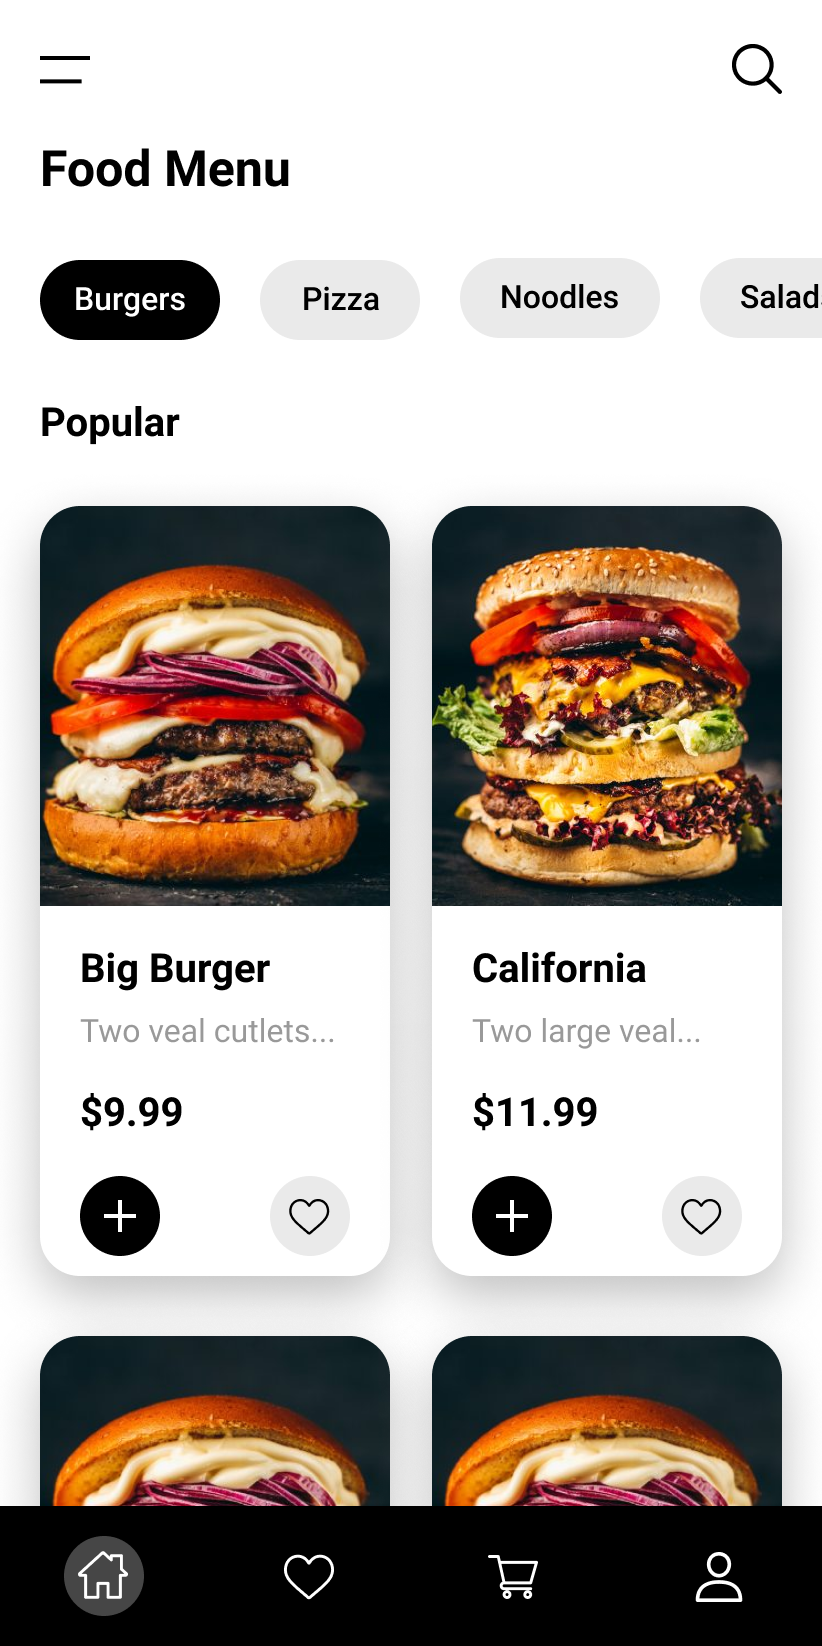 Food Menu
Burgers Pizza Noodles Salad
Popular
Big Burger
Two veal cutlets...
$9.99
California
Two large veal...
$11.99